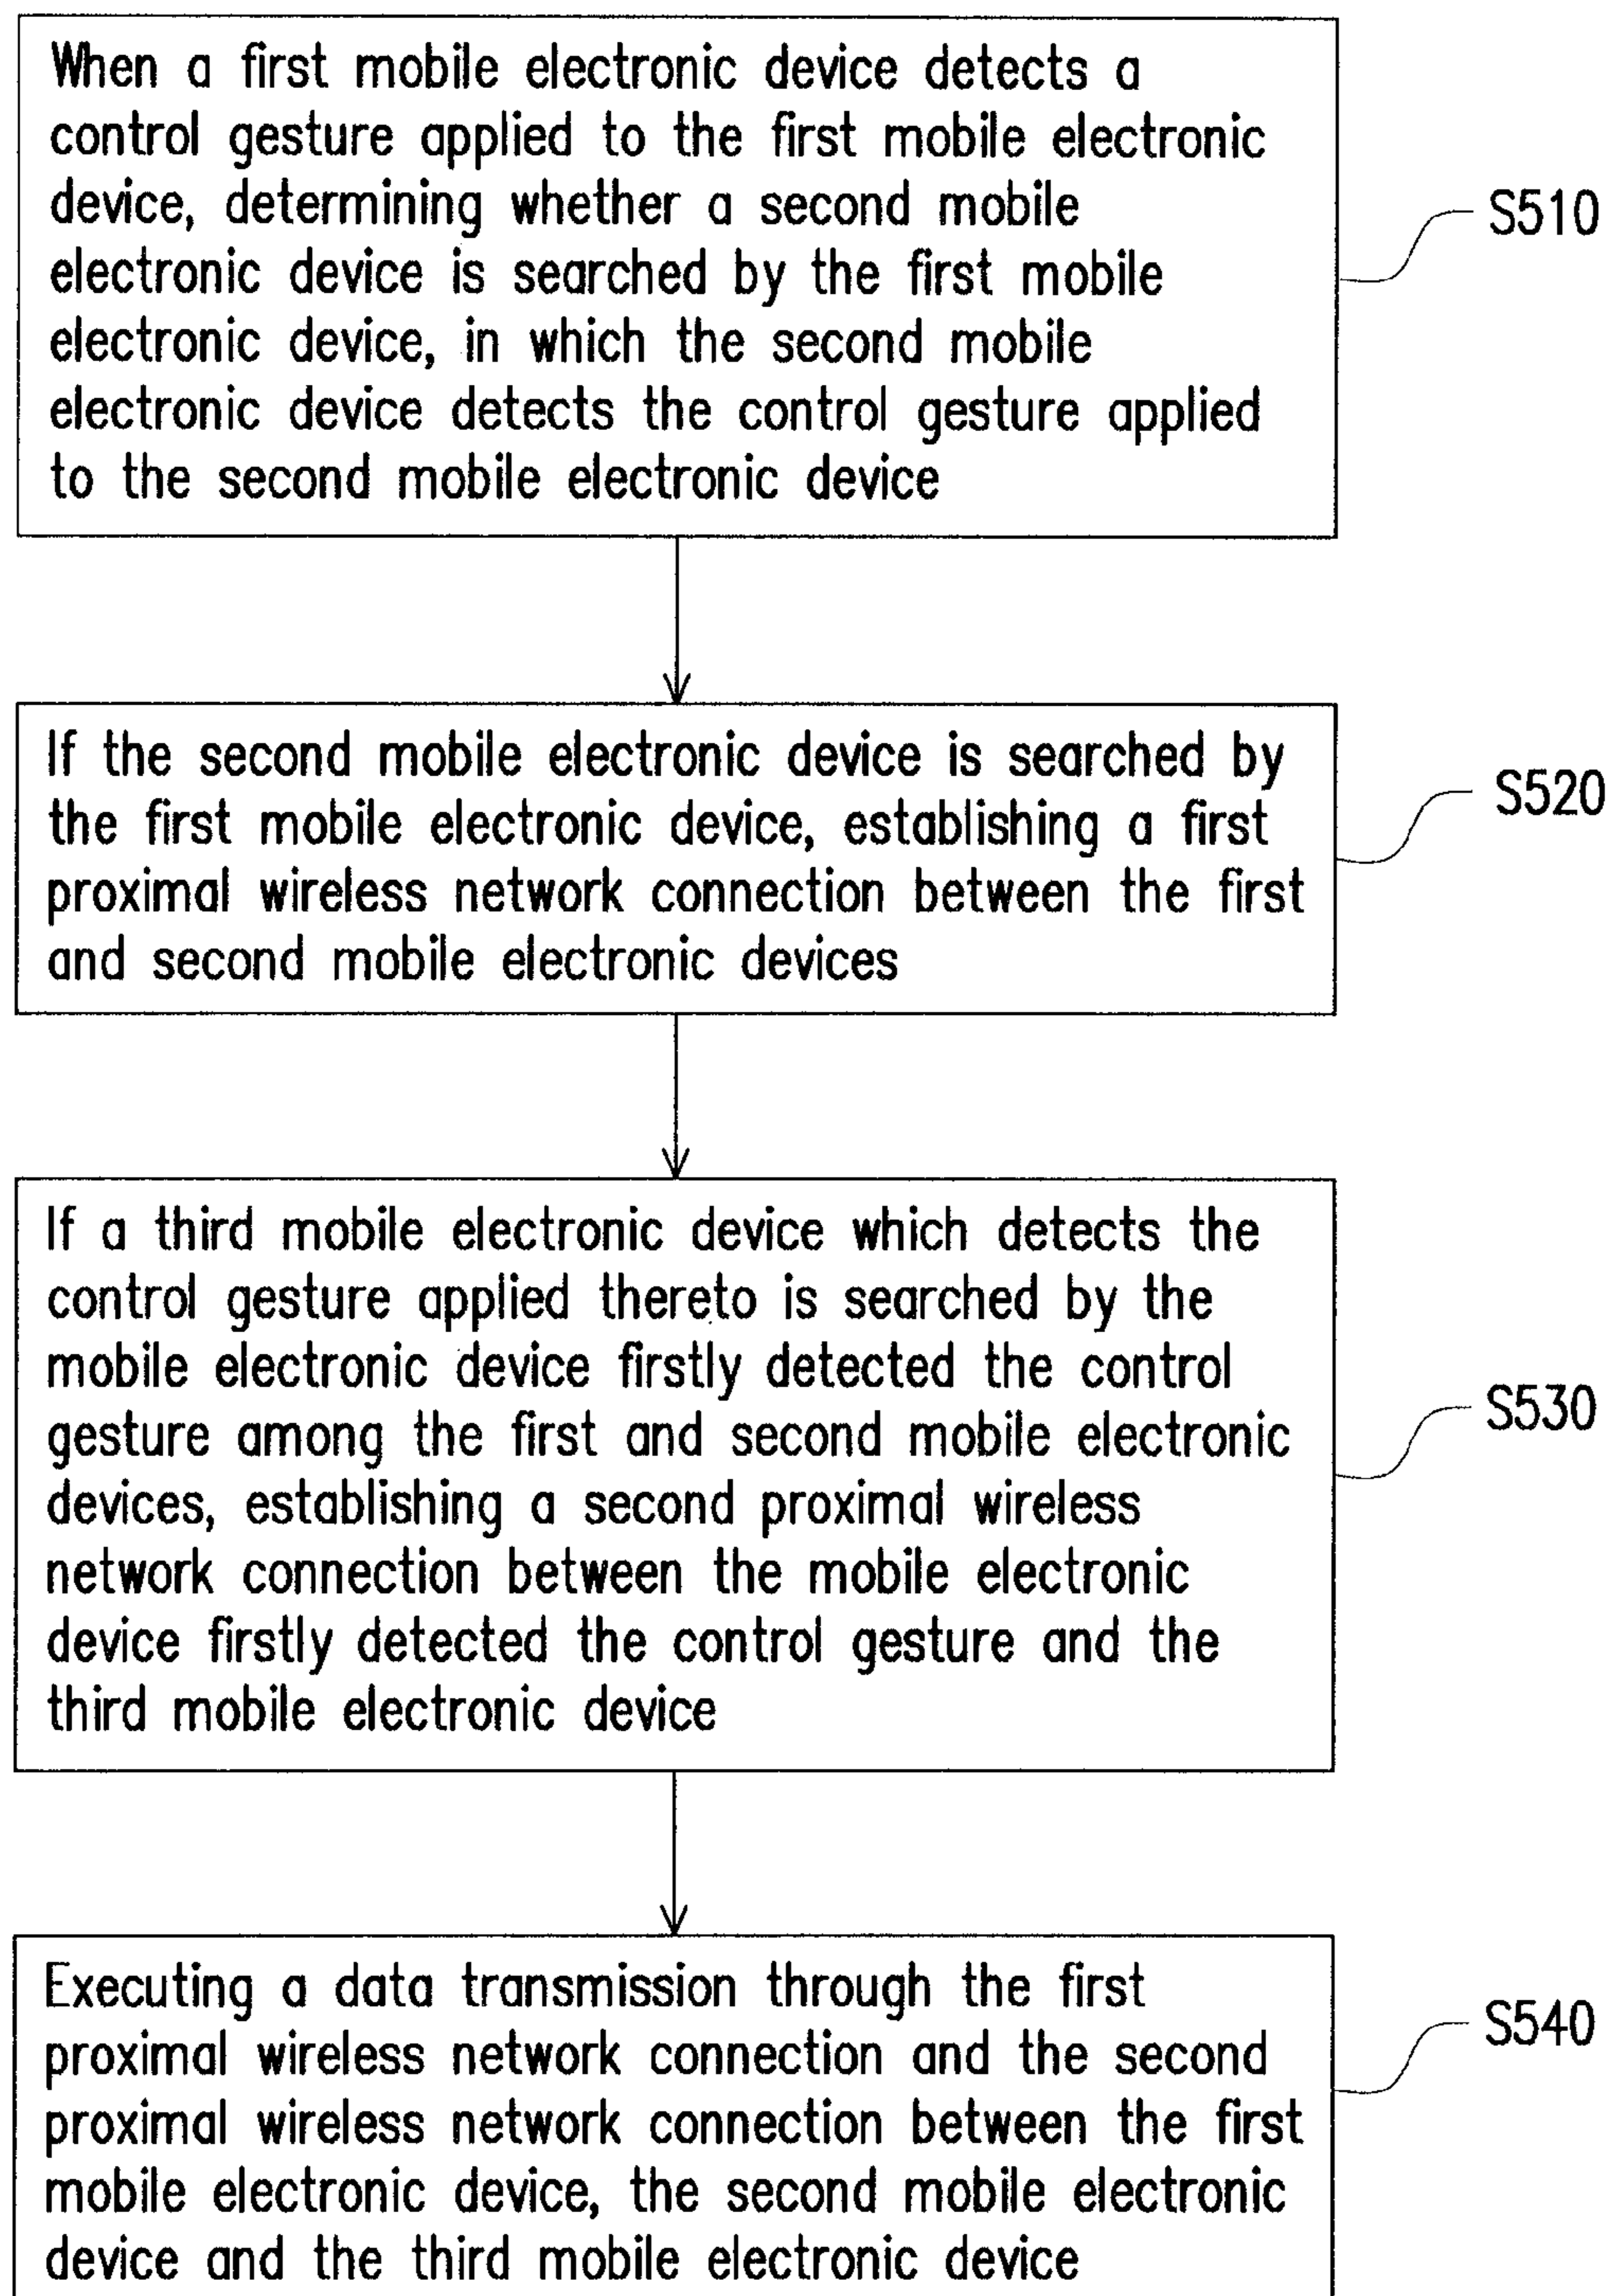 When a first mobile electronic device detects a
control gesture applied to the first mobile electronic
device, determining whether a second mobile
electronic device is searched by the first mobile
electronic device, in which the second mobile
electronic device detects the control gesture applied
to the second mobile electronic device
S510
If the second mobile electronic device is searched by
the first mobile electronic device, establishing a first
proximal wireless network connection between the first
and second mobile electronic devices
S520
If a third mobile electronic device which detects the
control gesture applied thereto is searched by the
mobile electronic device firstly detected the control
gesture among the first and second mobile electronic
devices, establishing a second proximal wireless
network connection between the mobile electronic
device firstly detected the control gesture and the
third mobile electronic device
S530
Executing a data transmission through the first
proximal wireless network connection and the second
proximal wireless network connection between the first
mobile electronic device, the second mobile electronic
device and the third mobile electronic device
S540